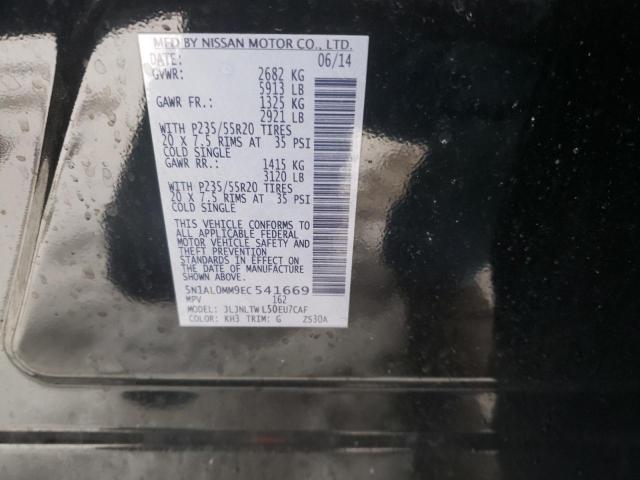 MFD BY NISSAN MOTOR CO., LTD.
DATE: 06/14
GVWR: 2682 KG
5913 LB
GAWR FR.: 1325 KG
2921 LB
WITH P235/55R20 TIRES
20 x 7.5 RIMS AT 35 PSI
COLD SINGLE
GAWR RR.: 1415 KG
3120 LB
WITH P235/55R20 TIRES
20 x 7.5 RIMS AT 35 PSI
COLD SINGLE
THIS VEHICLE CONFORMS TO
ALL APPLICABLE FEDERAL
MOTOR VEHICLE SAFETY AND
THEFT PREVENTION
STANDARDS IN EFFECT ON THE
DATE OF MANUFACTURE
SHOWN ABOVE.
5N1AL0MM9EC541669
MPV 162
MODEL: JLJNLTWL50EU7CAF
COLOR: KH3 TRIM: G ZS30A